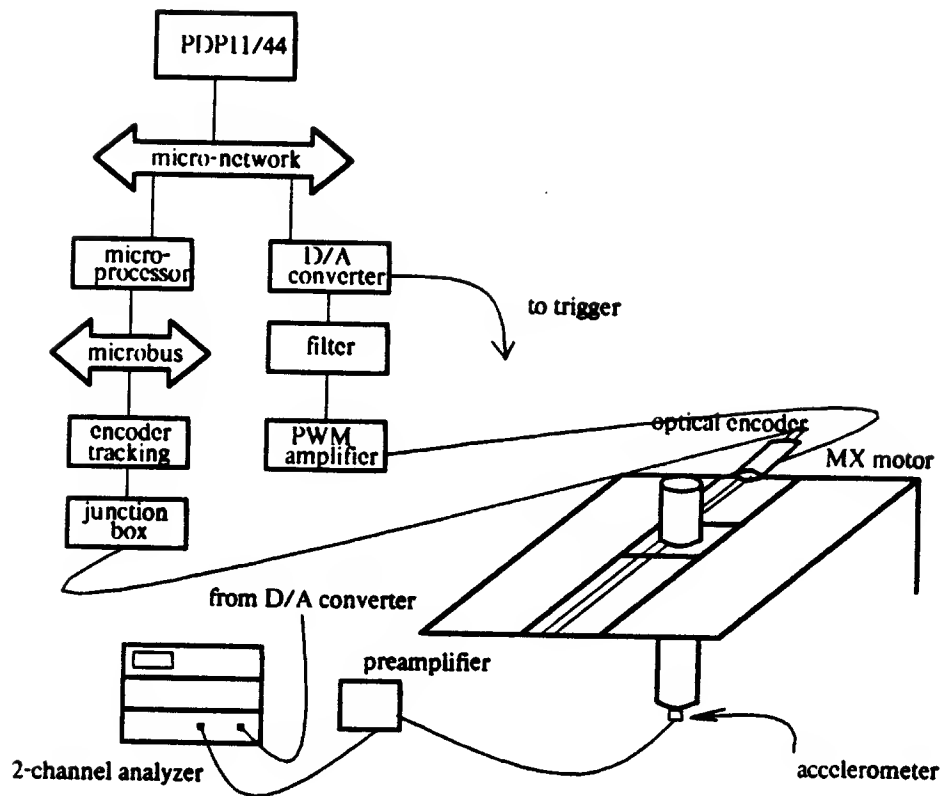 PDP11/44
micro-network
micro-
processor
D/A
converter
to trigger
microbus
filter
optical encoder
encoder
tracking
PWM
amplifier
MX motor
junction
box
from D/A converter
preamplifier
2-channel analyzer
accelerometer